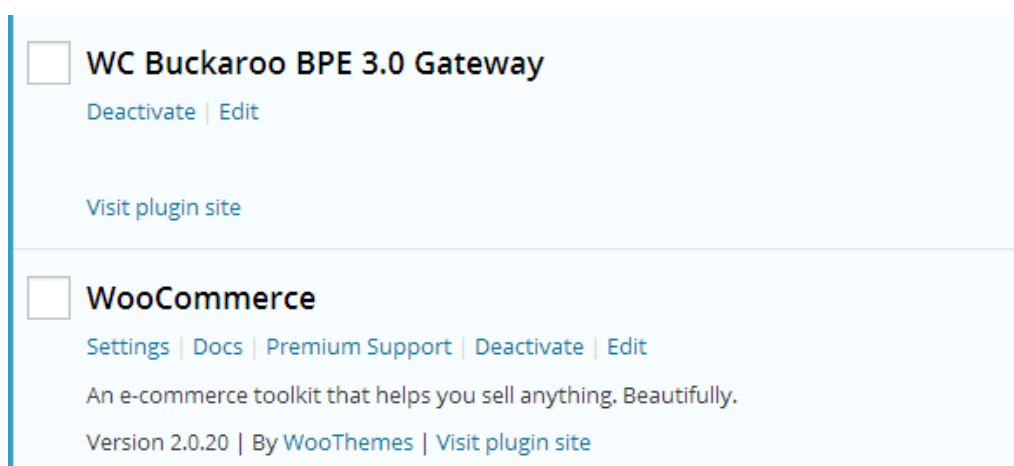 WC Buckaroo BPE 3.0 Gateway
Deactivate | Edit
Visit plugin site
WooCommerce
Settings | Docs | Premium Support | Deactivate | Edit
An e-commerce toolkit that helps you sell anything. Beautifully.
Version 2.0.20 | By WooThemes | Visit plugin site